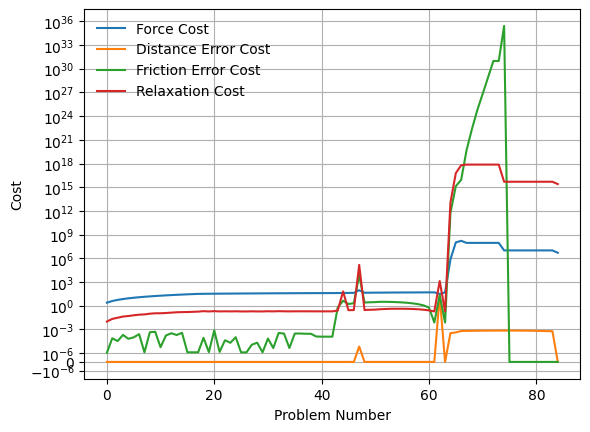 Force Cost
Distance Error Cost
Friction Error Cost
Relaxation Cost
Cost
10^36
10^33
10^30
10^27
10^24
10^21
10^18
10^15
10^12
10^9
10^6
10^3
10^0
10^−3
10^−6
0
−10^−6
0 20 40 60 80
Problem Number